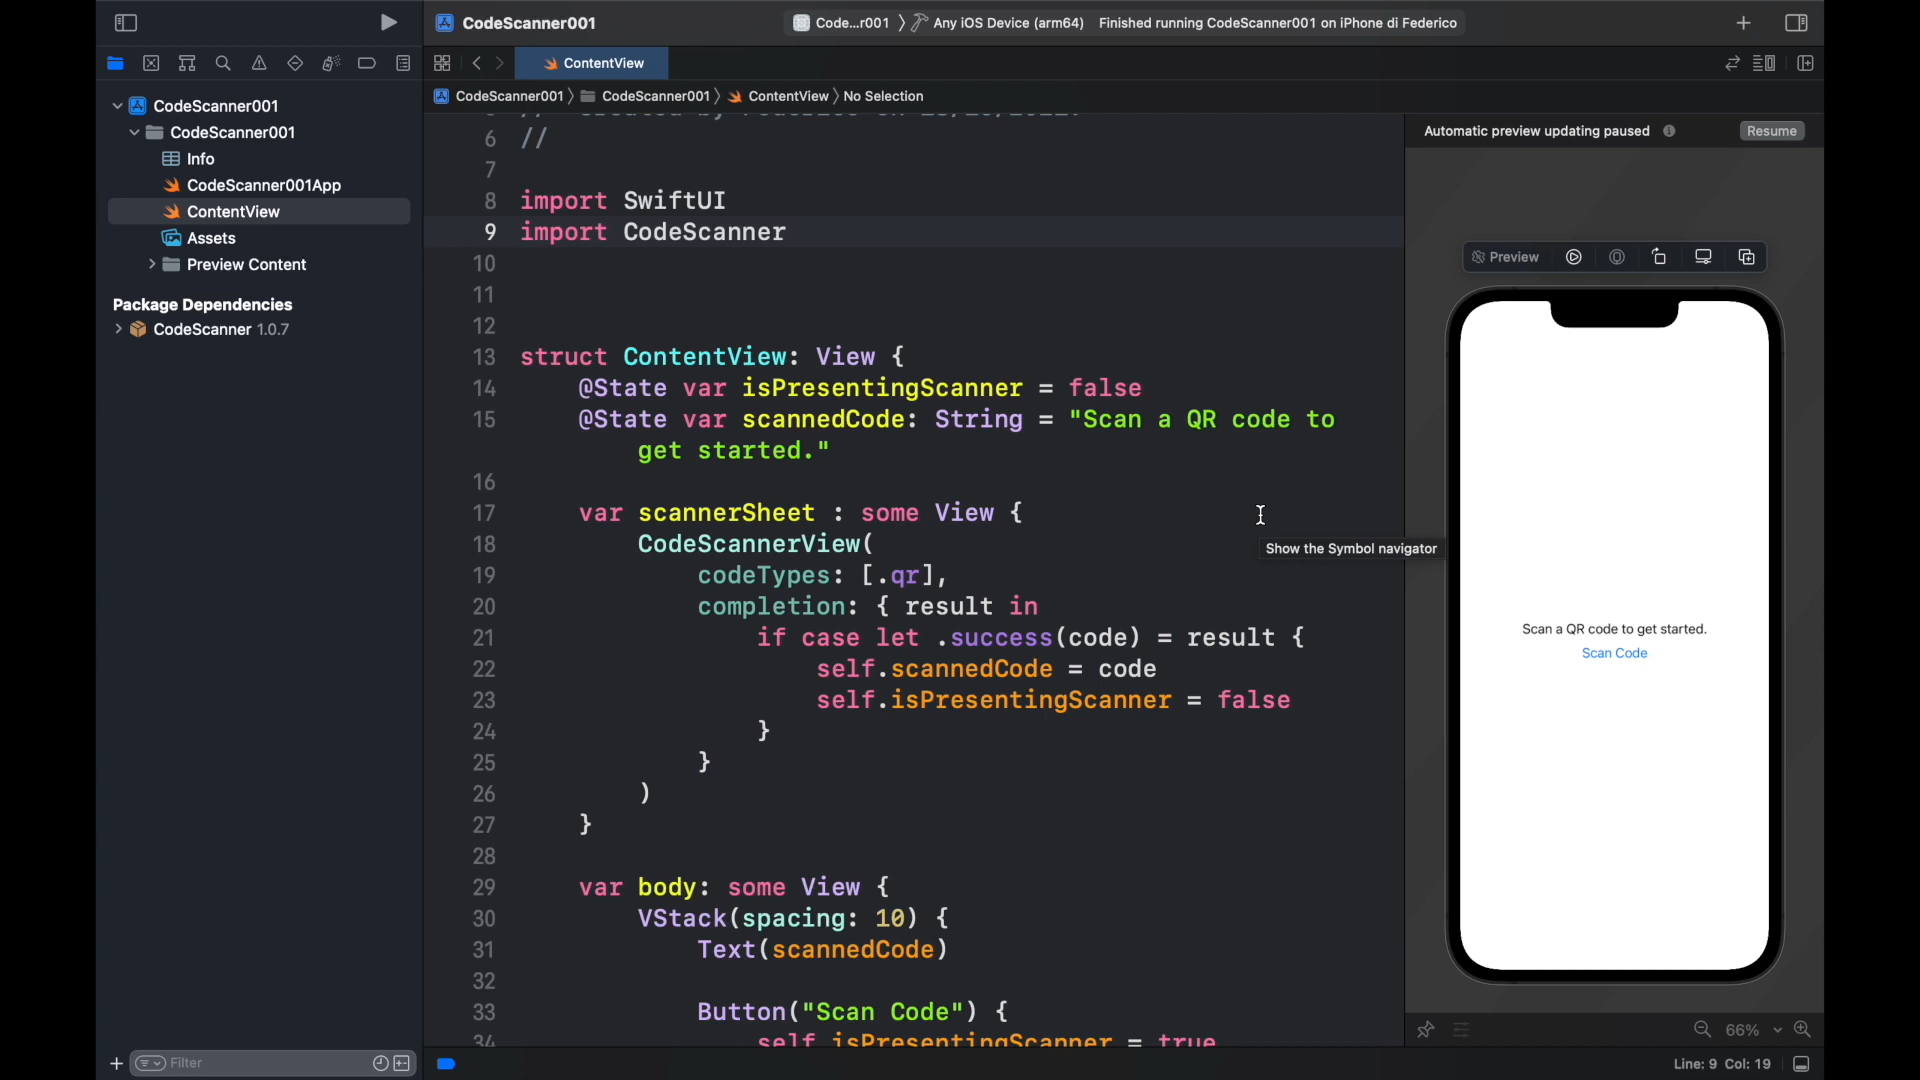 CodeScanner001
Code...r001
Any iOS Device (arm64)
Finished running CodeScanner001 on iPhone di Federico
ContentView
CodeScanner001
CodeScanner001
ContentView
No Selection
CodeScanner001
CodeScanner001
Info
CodeScanner001App
ContentView
Assets
Preview Content
Package Dependencies
CodeScanner 1.0.7
Filter
6 //
7
8 import SwiftUI
9 import CodeScanner
10
11
12
13 struct ContentView: View {
14 @State var isPresentingScanner = false
15 @State var scannedCode: String = "Scan a QR code to
get started."
16
17 var scannerSheet : some View {
18 CodeScannerView(
19 codeTypes: [.qr],
20 completion: { result in
21 if case let .success(code) = result {
22 self.scannedCode = code
23 self.isPresentingScanner = false
24 }
25 }
26 )
27 }
28
29 var body: some View {
30 VStack(spacing: 10) {
31 Text(scannedCode)
32
33 Button("Scan Code") {
34 self.isPresentingScanner = true
Show the Symbol navigator
Automatic preview updating paused
Resume
Preview
Scan a QR code to get started.
Scan Code
66%
Line: 9 Col: 19